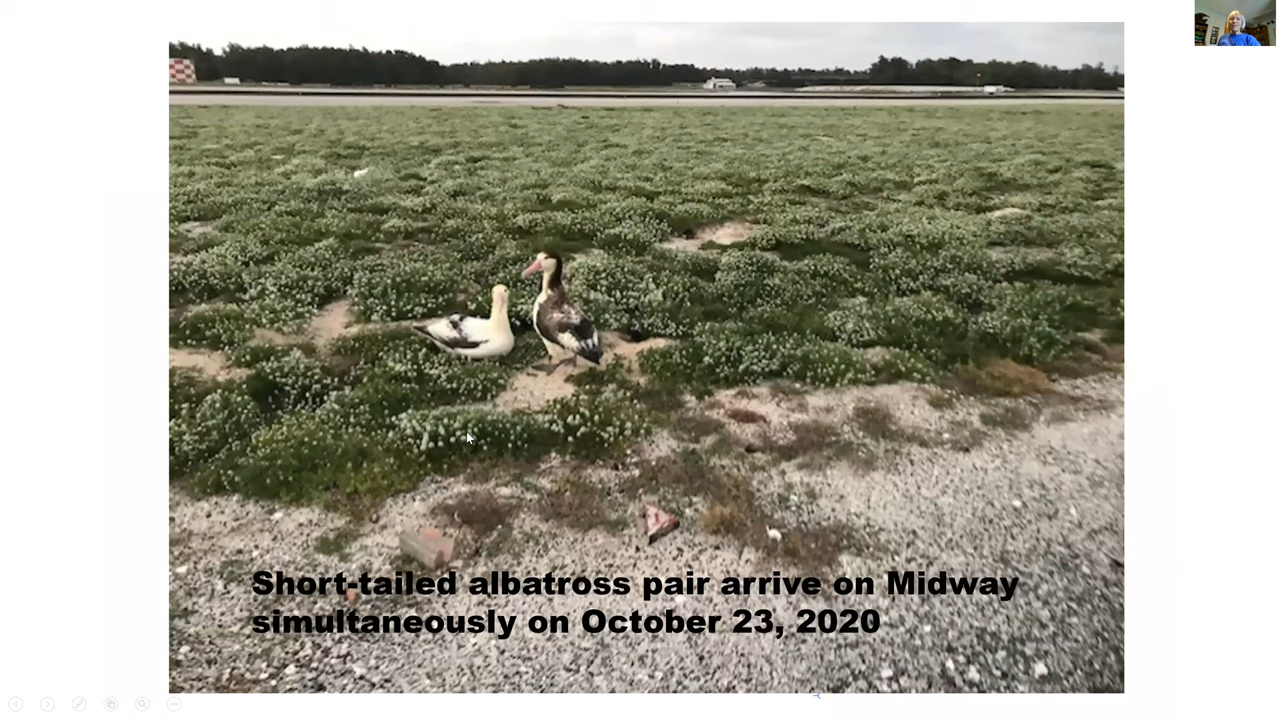 Short-tailed albatross pair arrive on Midway
simultaneously on October 23, 2020